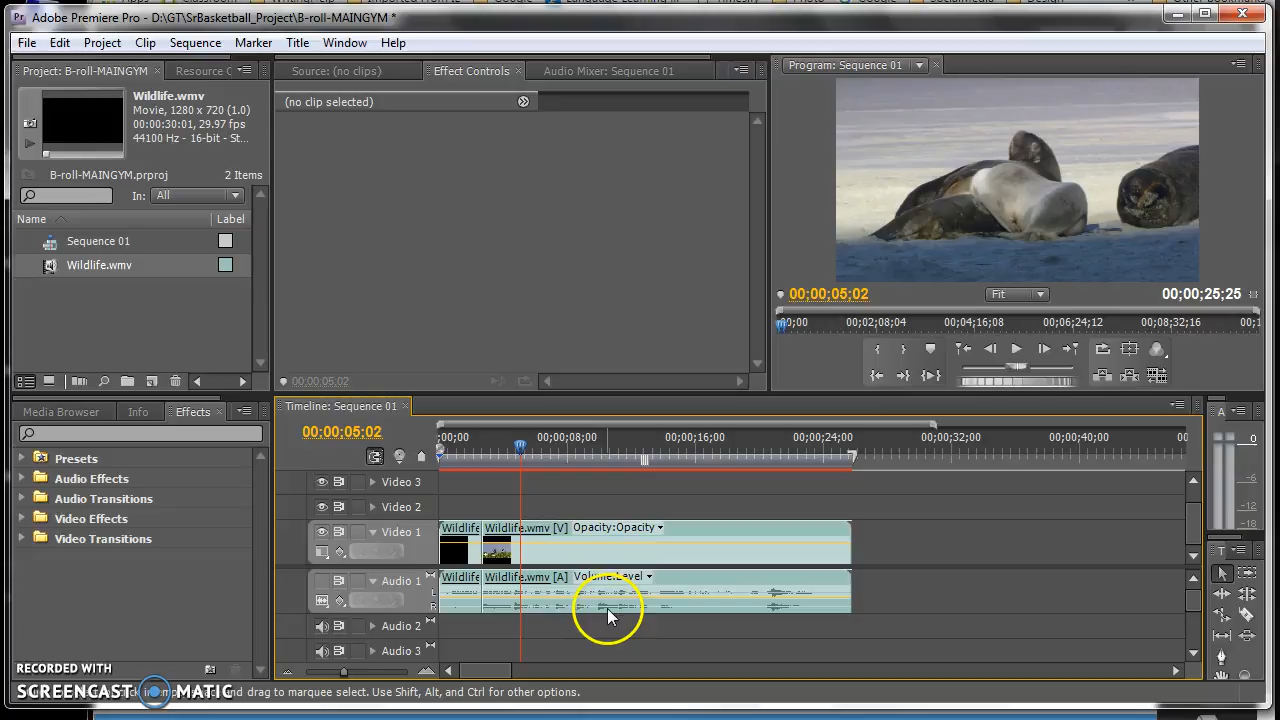 Adobe Premiere Pro - D:\GT\SrBasketball_Project\B-roll-MAINGYM *
File Edit Project Clip Sequence Marker Title Window Help
Project: B-roll-MAINGYM
Resource C
Source: (no clips)
Effect Controls
Audio Mixer: Sequence 01
Program: Sequence 01
Wildlife.wmv
Movie, 1280 x 720 (1.0)
00;00;30;01, 29.97 fps
44100 Hz - 16-bit - St...
(no clip selected)
B-roll-MAINGYM.prproj
2 Items
In: All
Name Label
Sequence 01
Wildlife.wmv
00;00;05;02
00;00;05;02 Fit 00;00;25;25
00;00 00;02;08;04 00;04;16;08 00;06;24;12 00;08;32;16 00;1
Media Browser Info Effects
Presets
Audio Effects
Audio Transitions
Video Effects
Video Transitions
Timeline: Sequence 01
00;00;05;02
;00;00 00;00;08;00 00;00;16;00 00;00;24;00 00;00;32;00 00;00;40;00 00
Video 3
Video 2
Video 1
Wildlife Wildlife.wmv [V] Opacity:Opacity
Audio 1
L
R
Wildlife Wildlife.wmv [A] Volume:Level
Audio 2
Audio 3
A
0
-6
-12
-18
T
RECORDED WITH
SCREENCAST MATIC
and drag to marquee select. Use Shift, Alt, and Ctrl for other options.